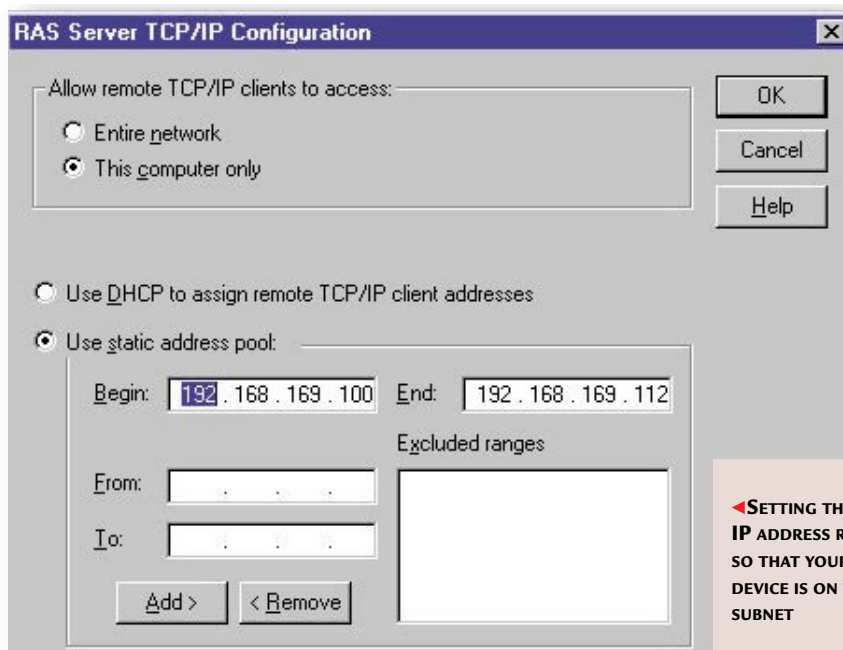 RAS Server TCP/IP Configuration
Allow remote TCP/IP clients to access:
Entire network
This computer only
OK
Cancel
Help
Use DHCP to assign remote TCP/IP client addresses
Use static address pool:
Begin: 192 . 168 . 169 . 100 End: 192 . 168 . 169 . 112
Excluded ranges
From: . . .
To: . . .
Add > < Remove
◀SETTING
IP ADDRESS
SO THAT
DEVICE IS ON
SUBNET